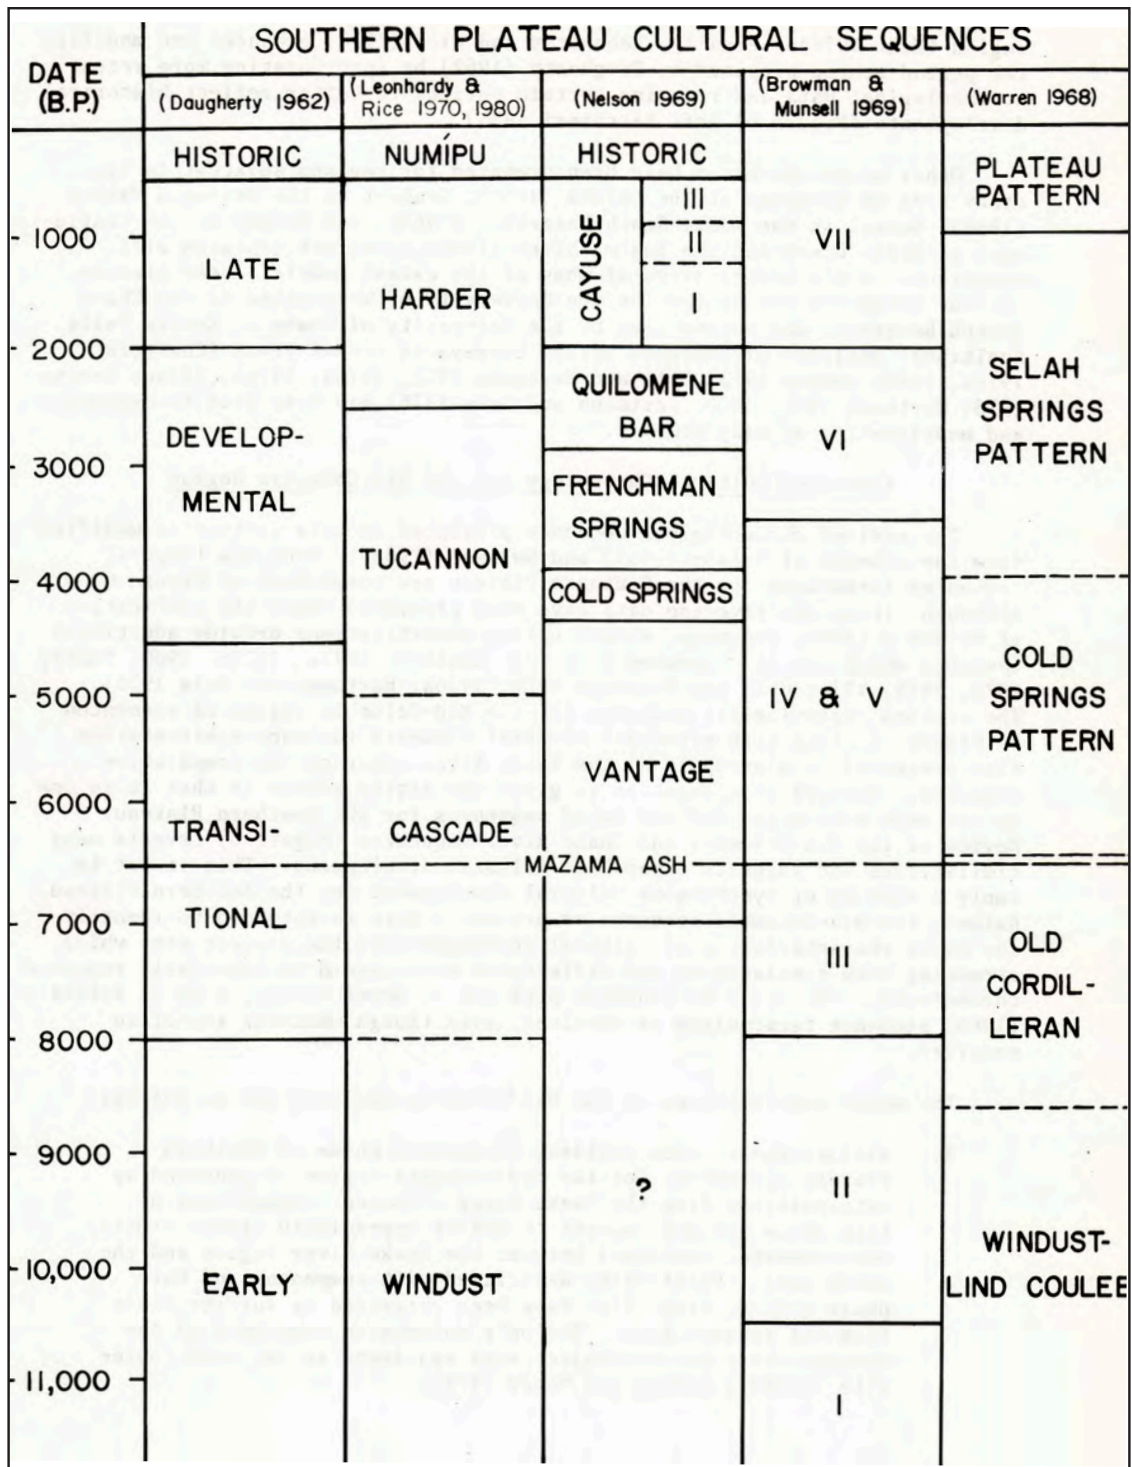 SOUTHERN PLATEAU CULTURAL SEQUENCES
DATE
(B.P.)
(Daugherty 1962)
(Leonhardy &
Rice 1970, 1980)
(Nelson 1969)
(Browman &
Munsell 1969)
(Warren 1968)
1000
2000
3000
4000
5000
6000
7000
8000
9000
10,000
11,000
HISTORIC
LATE
DEVELOP-
MENTAL
TRANSI-
TIONAL
EARLY
NUMÍPU
HARDER
TUCANNON
CASCADE
WINDUST
HISTORIC
CAYUSE
III
II
I
QUILOMENE
BAR
FRENCHMAN
SPRINGS
COLD SPRINGS
VANTAGE
MAZAMA ASH
?
VII
VI
IV & V
III
II
I
PLATEAU
PATTERN
SELAH
SPRINGS
PATTERN
COLD
SPRINGS
PATTERN
OLD
CORDIL-
LERAN
WINDUST-
LIND COULEE